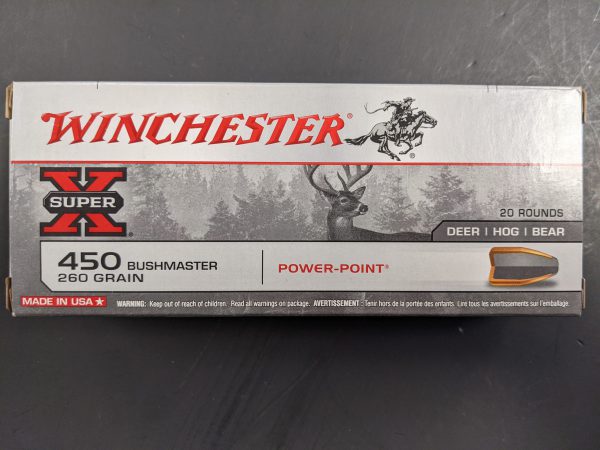 WINCHESTER®
X
SUPER
®
20 ROUNDS
DEER | HOG | BEAR
450 BUSHMASTER
260 GRAIN
POWER-POINT®
MADE IN USA★
WARNING: Keep out of reach of children. Read all warnings on package. AVERTISSEMENT: Tenir hors de la portée des enfants. Lire tous les avertissements sur l'emballage.